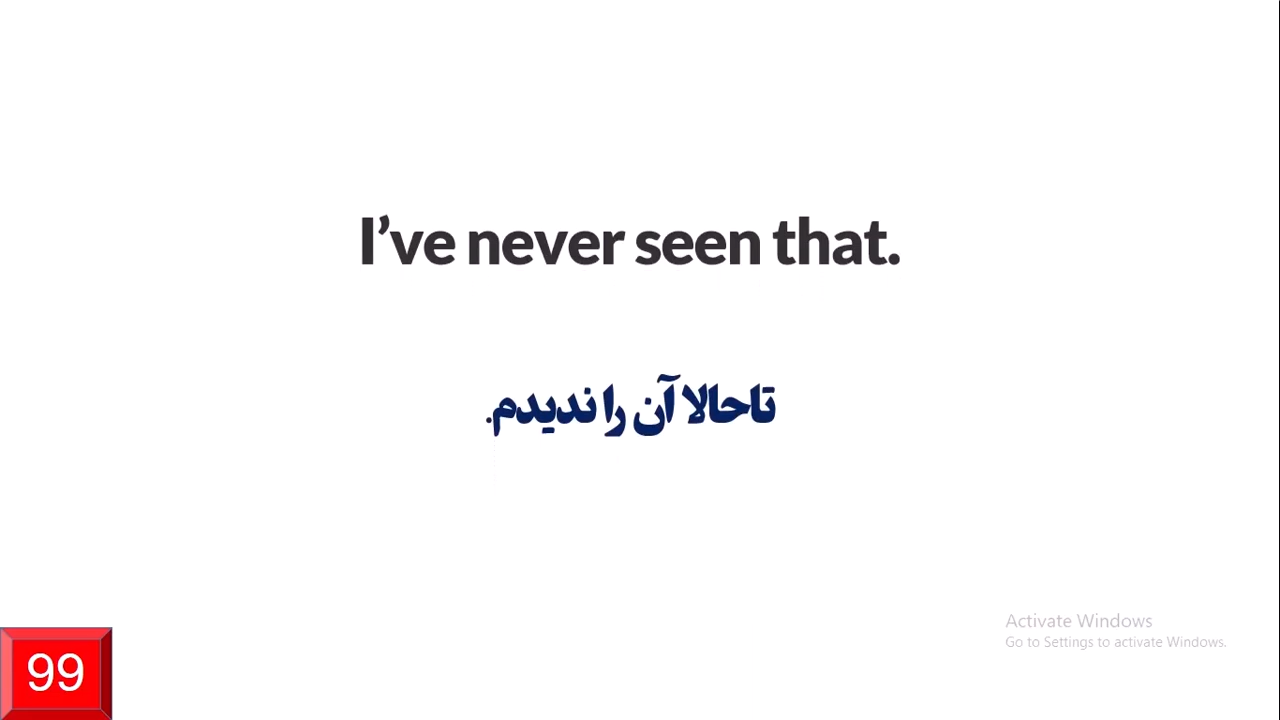 I’ve never seen that.
تاحالا آن را ندیدم.
Activate Windows
Go to Settings to activate Windows.
99